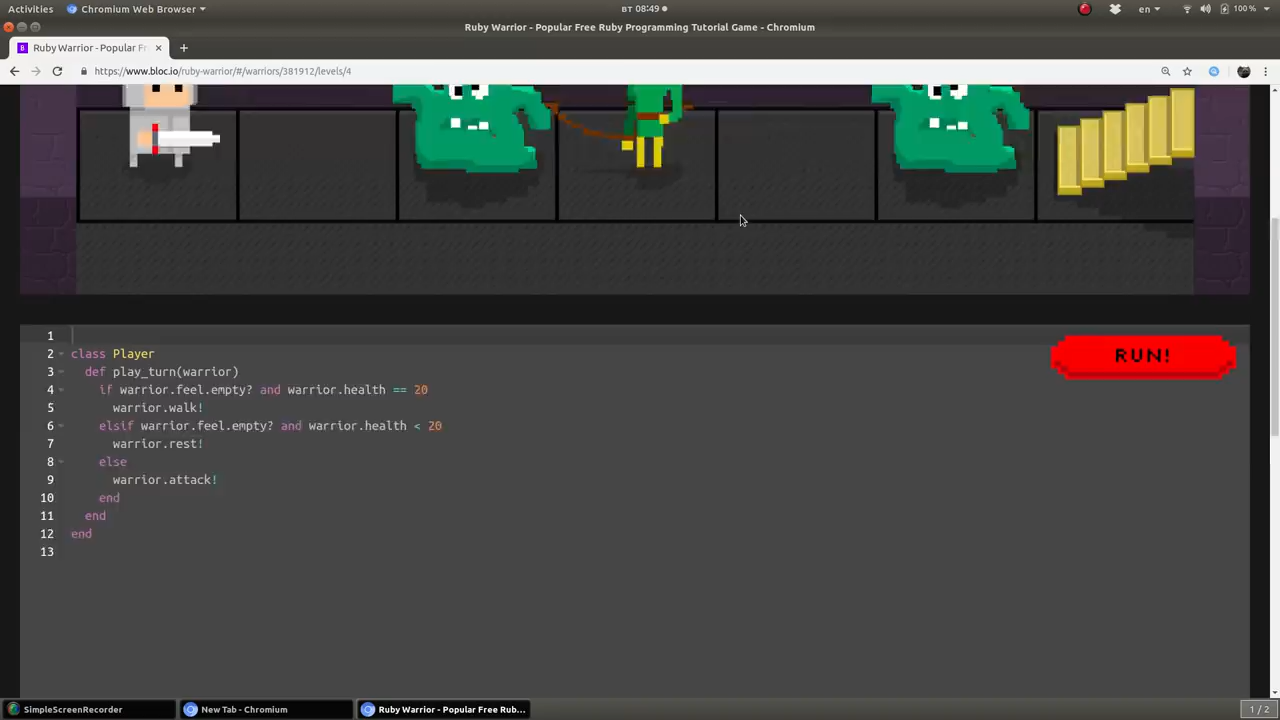 Activities Chromium Web Browser вт 08:49 en 100 %
Ruby Warrior - Popular Free Ruby Programming Tutorial Game - Chromium
Ruby Warrior - Popular Fr
https://www.bloc.io/ruby-warrior/#/warriors/381912/levels/4
RUN!
1
2 class Player
3 def play_turn(warrior)
4 if warrior.feel.empty? and warrior.health == 20
5 warrior.walk!
6 elsif warrior.feel.empty? and warrior.health < 20
7 warrior.rest!
8 else
9 warrior.attack!
10 end
11 end
12 end
13
SimpleScreenRecorder New Tab - Chromium Ruby Warrior - Popular Free Rub... 1 / 2